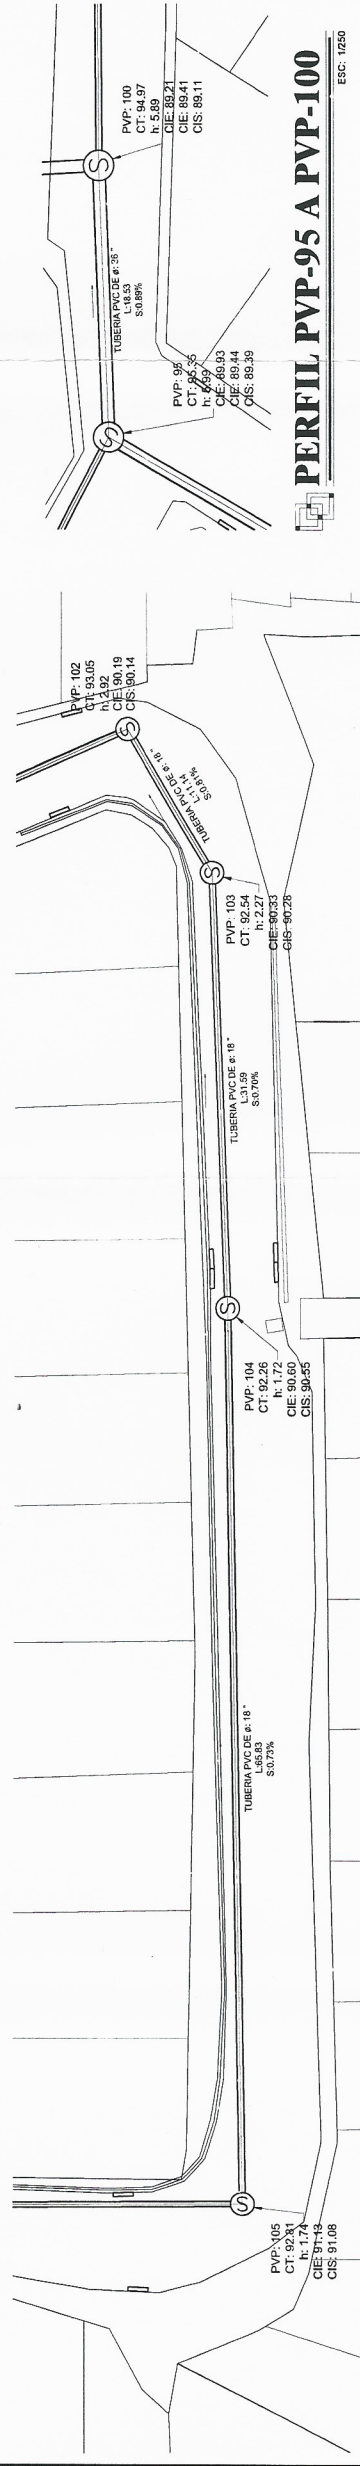 PVP: 100
CT: 94.97
h: 5.89
CIE: 89.21
CIE: 89.41
CIS: 89.11
TUBERIA PVC DE ø: 36 "
L:18.53
S:0.89%
PVP: 95
CT: 95.35
h: 5.99
CIE: 89.93
CIE: 89.44
CIS: 89.39
PERFIL PVP-95 A PVP-100
ESC: 1/250
PVP: 102
CT: 93.05
h: 2.92
CIE: 90.19
CIS: 90.14
TUBERIA PVC DE ø: 18 "
L:11.14
S:0.81%
PVP: 103
CT: 92.54
h: 2.27
CIE: 90.33
CIS: 90.28
TUBERIA PVC DE ø: 18 "
L:31.59
S:0.70%
PVP: 104
CT: 92.26
h: 1.72
CIE: 90.60
CIS: 90.55
TUBERIA PVC DE ø: 18 "
L:65.83
S:0.73%
PVP: 105
CT: 92.81
h: 1.74
CIE: 91.13
CIS: 91.08
S
S
S
S
S
S